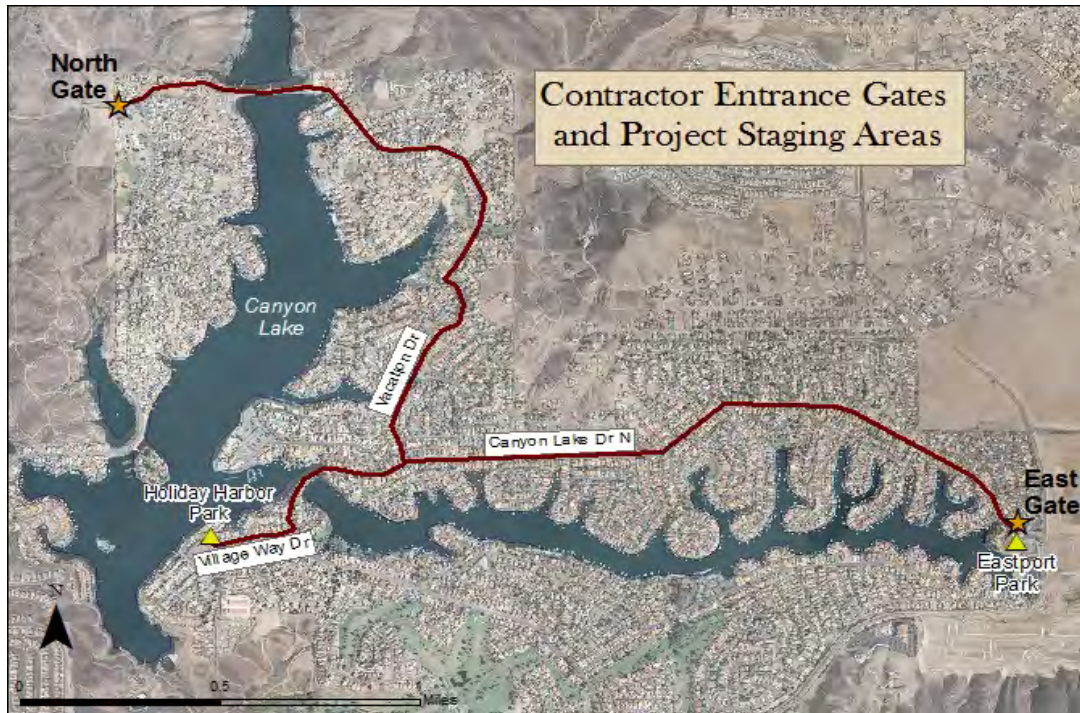 North
Gate
Contractor Entrance Gates
and Project Staging Areas
Canyon
Lake
Vacation Dr
Canyon Lake Dr N
East
Gate
Holiday Harbor
Park
Village Way Dr
Eastport
Park
N
0 0.5 1
Miles